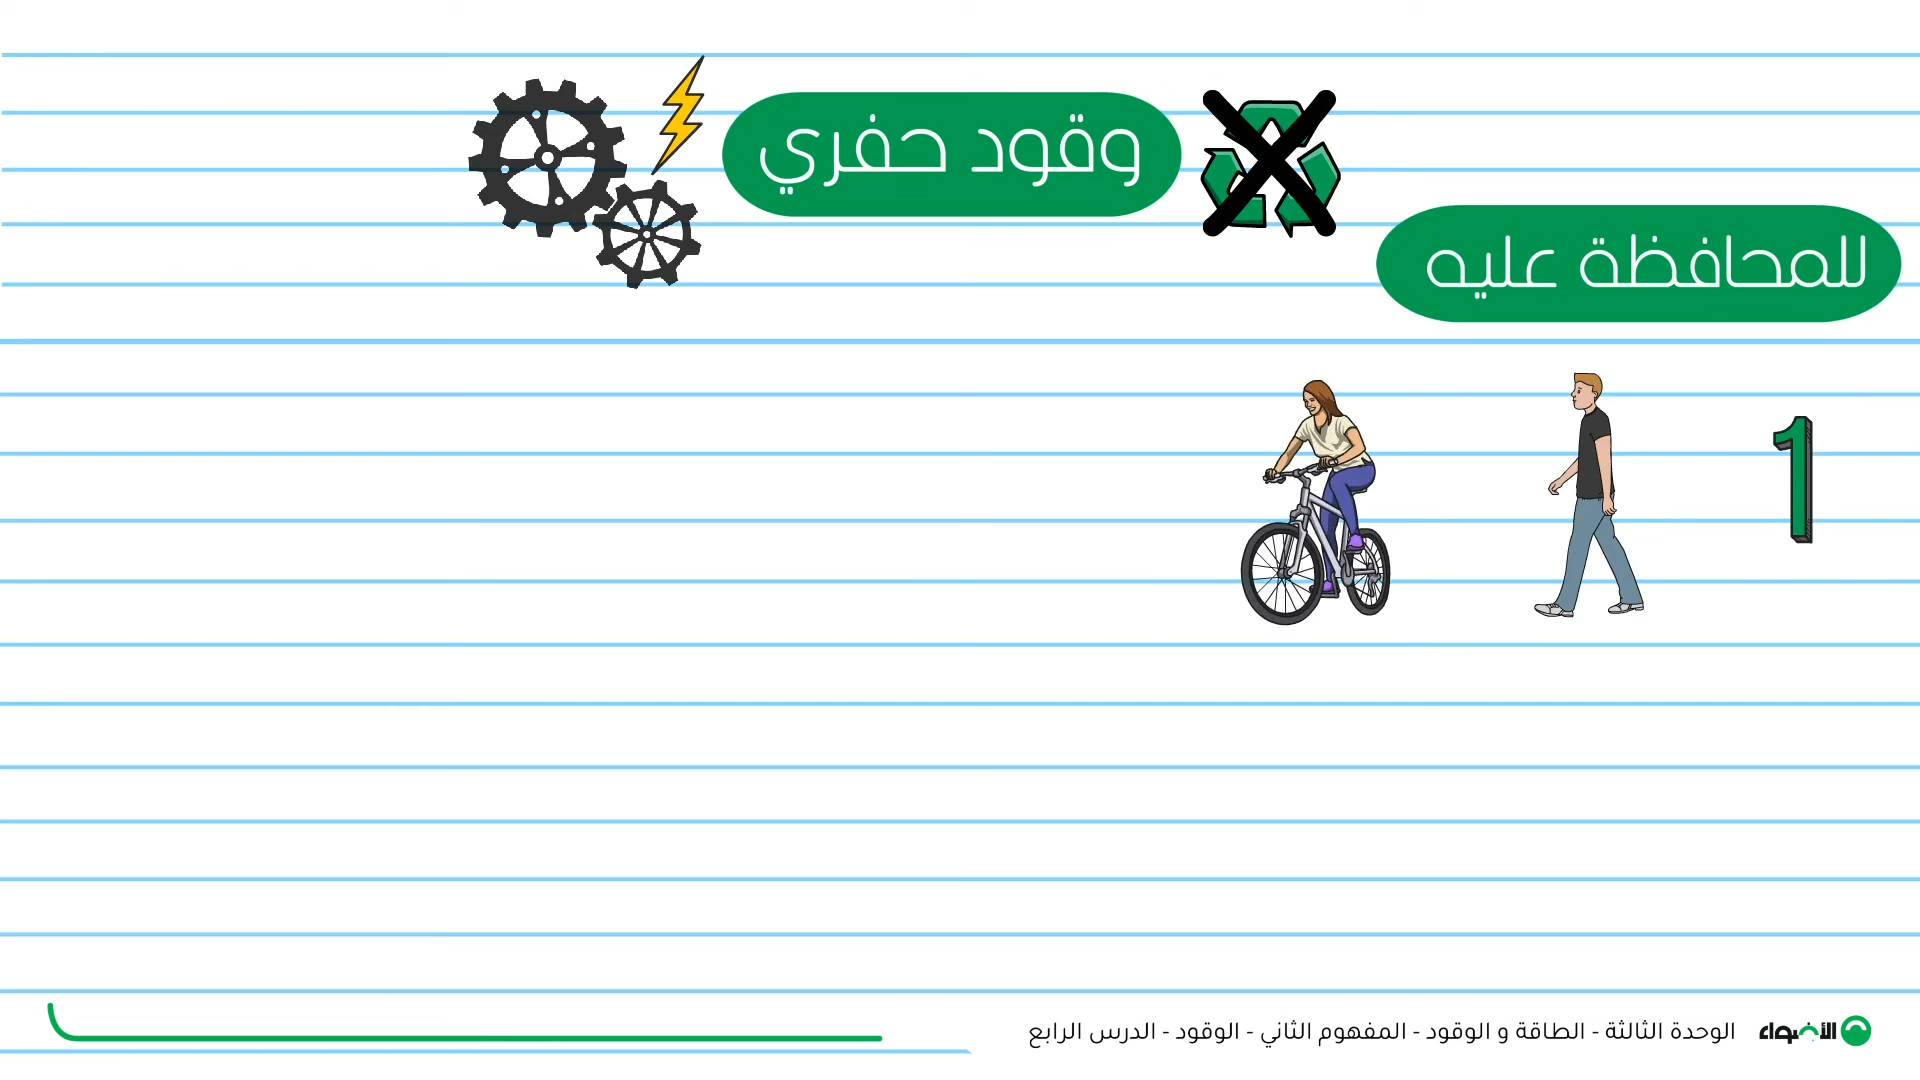 وقود حفري
للمحافظة عليه
1
الأضواء الوحدة الثالثة - الطاقة و الوقود - المفهوم الثاني - الوقود - الدرس الرابع